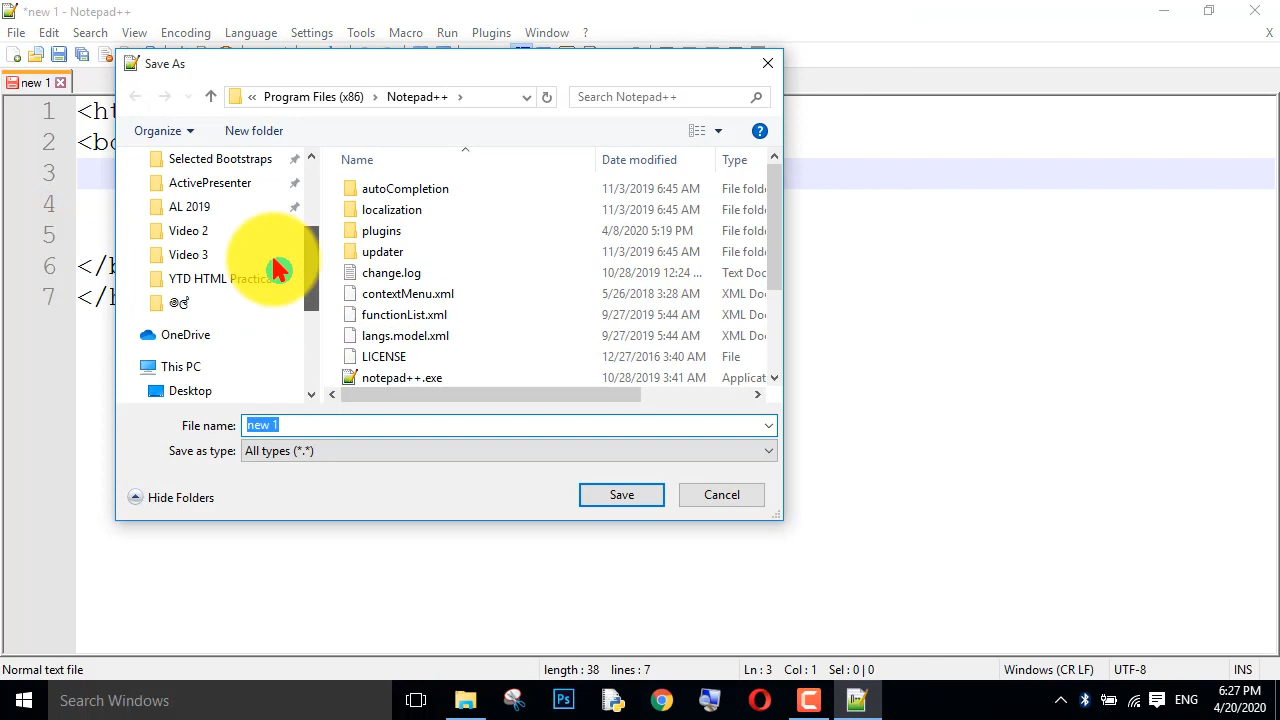 *new 1 - Notepad++
File Edit Search View Encoding Language Settings Tools Macro Run Plugins Window ? X
new 1
Save As
« Program Files (x86) › Notepad++ ›
Search Notepad++
Organize
New folder
Name Date modified Type
Selected Bootstraps
ActivePresenter
AL 2019
Video 2
Video 3
YTD HTML Practica
OneDrive
This PC
Desktop
autoCompletion 11/3/2019 6:45 AM File fold
localization 11/3/2019 6:45 AM File fold
plugins 4/8/2020 5:19 PM File fold
updater 11/3/2019 6:45 AM File fold
change.log 10/28/2019 12:24 ... Text Do
contextMenu.xml 5/26/2018 3:28 AM XML Do
functionList.xml 9/27/2019 5:44 AM XML Do
langs.model.xml 9/27/2019 5:44 AM XML Do
LICENSE 12/27/2016 3:40 AM File
notepad++.exe 10/28/2019 3:41 AM Applicat
File name: new 1
Save as type: All types (*.*)
Hide Folders
Save
Cancel
1 <h
2 <b
3
4
5
6 </
7 </
Normal text file length : 38 lines : 7 Ln : 3 Col : 1 Sel : 0 | 0 Windows (CR LF) UTF-8 INS
Search Windows
ENG
6:27 PM
4/20/2020